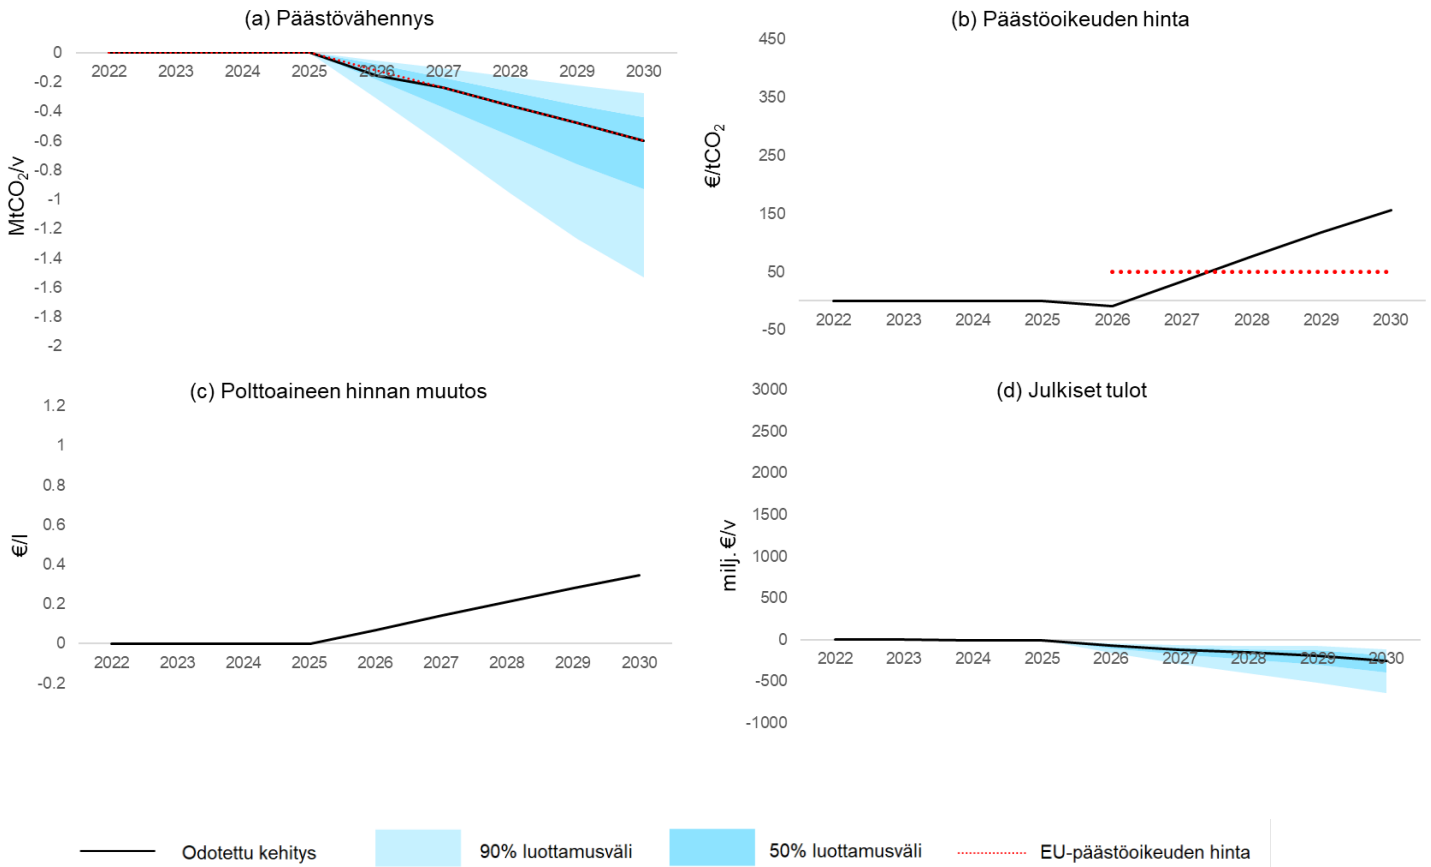 (a) Päästövähennys
MtCO2/v
0
-0.2
-0.4
-0.6
-0.8
-1
-1.2
-1.4
-1.6
-1.8
-2
2022 2023 2024 2025 2026 2027 2028 2029 2030
(b) Päästöoikeuden hinta
€/tCO2
450
350
250
150
50
-50
2022 2023 2024 2025 2026 2027 2028 2029 2030
(c) Polttoaineen hinnan muutos
€/l
1.2
1
0.8
0.6
0.4
0.2
0
-0.2
2022 2023 2024 2025 2026 2027 2028 2029 2030
(d) Julkiset tulot
milj. €/v
3000
2500
2000
1500
1000
500
0
-500
-1000
2022 2023 2024 2025 2026 2027 2028 2029 2030
Odotettu kehitys 90% luottamusväli 50% luottamusväli EU-päästöoikeuden hinta